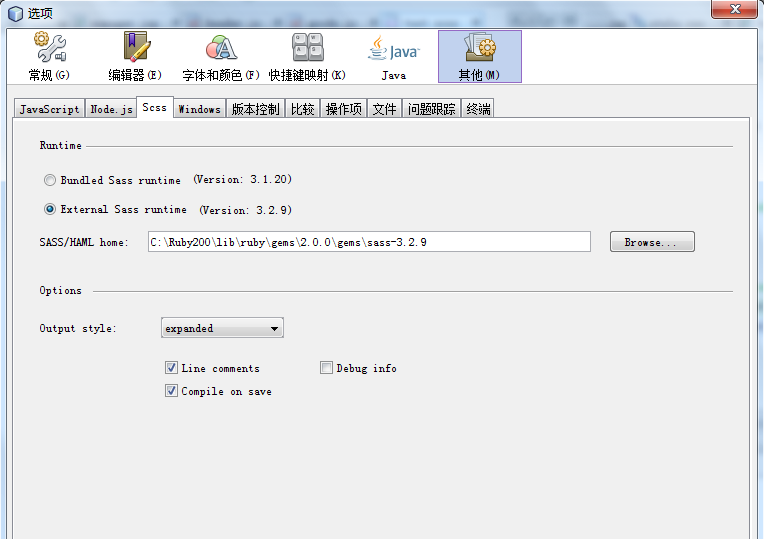 选项
常规(G) 编辑器(E) 字体和颜色(F) 快捷键映射(K) Java 其他(M)
JavaScript Node.js Scss Windows 版本控制 比较 操作项 文件 问题跟踪 终端
Runtime
Bundled Sass runtime (Version: 3.1.20)
External Sass runtime (Version: 3.2.9)
SASS/HAML home: C:\Ruby200\lib\ruby\gems\2.0.0\gems\sass-3.2.9 Browse...
Options
Output style: expanded
Line comments Debug info
Compile on save